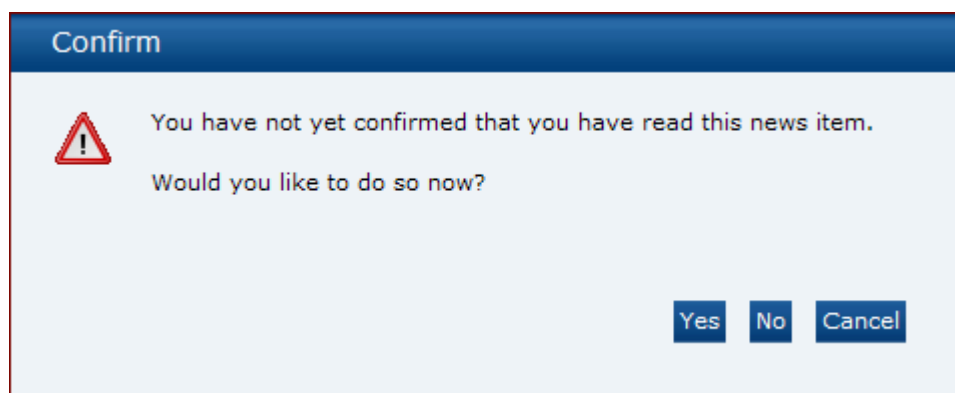 Confirm
You have not yet confirmed that you have read this news item.
Would you like to do so now?
Yes No Cancel